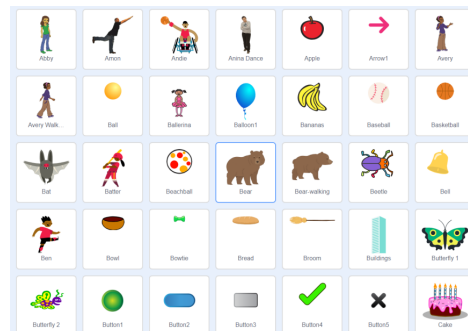 Abby
Amon
Andie
Anina Dance
Apple
Arrow1
Avery
Avery Walk...
Ball
Ballerina
Balloon1
Bananas
Baseball
Basketball
Bat
Batter
Beachball
Bear
Bear-walking
Beetle
Bell
Ben
Bowl
Bowtie
Bread
Broom
Buildings
Butterfly 1
Butterfly 2
Button1
Button2
Button3
Button4
Button5
Cake